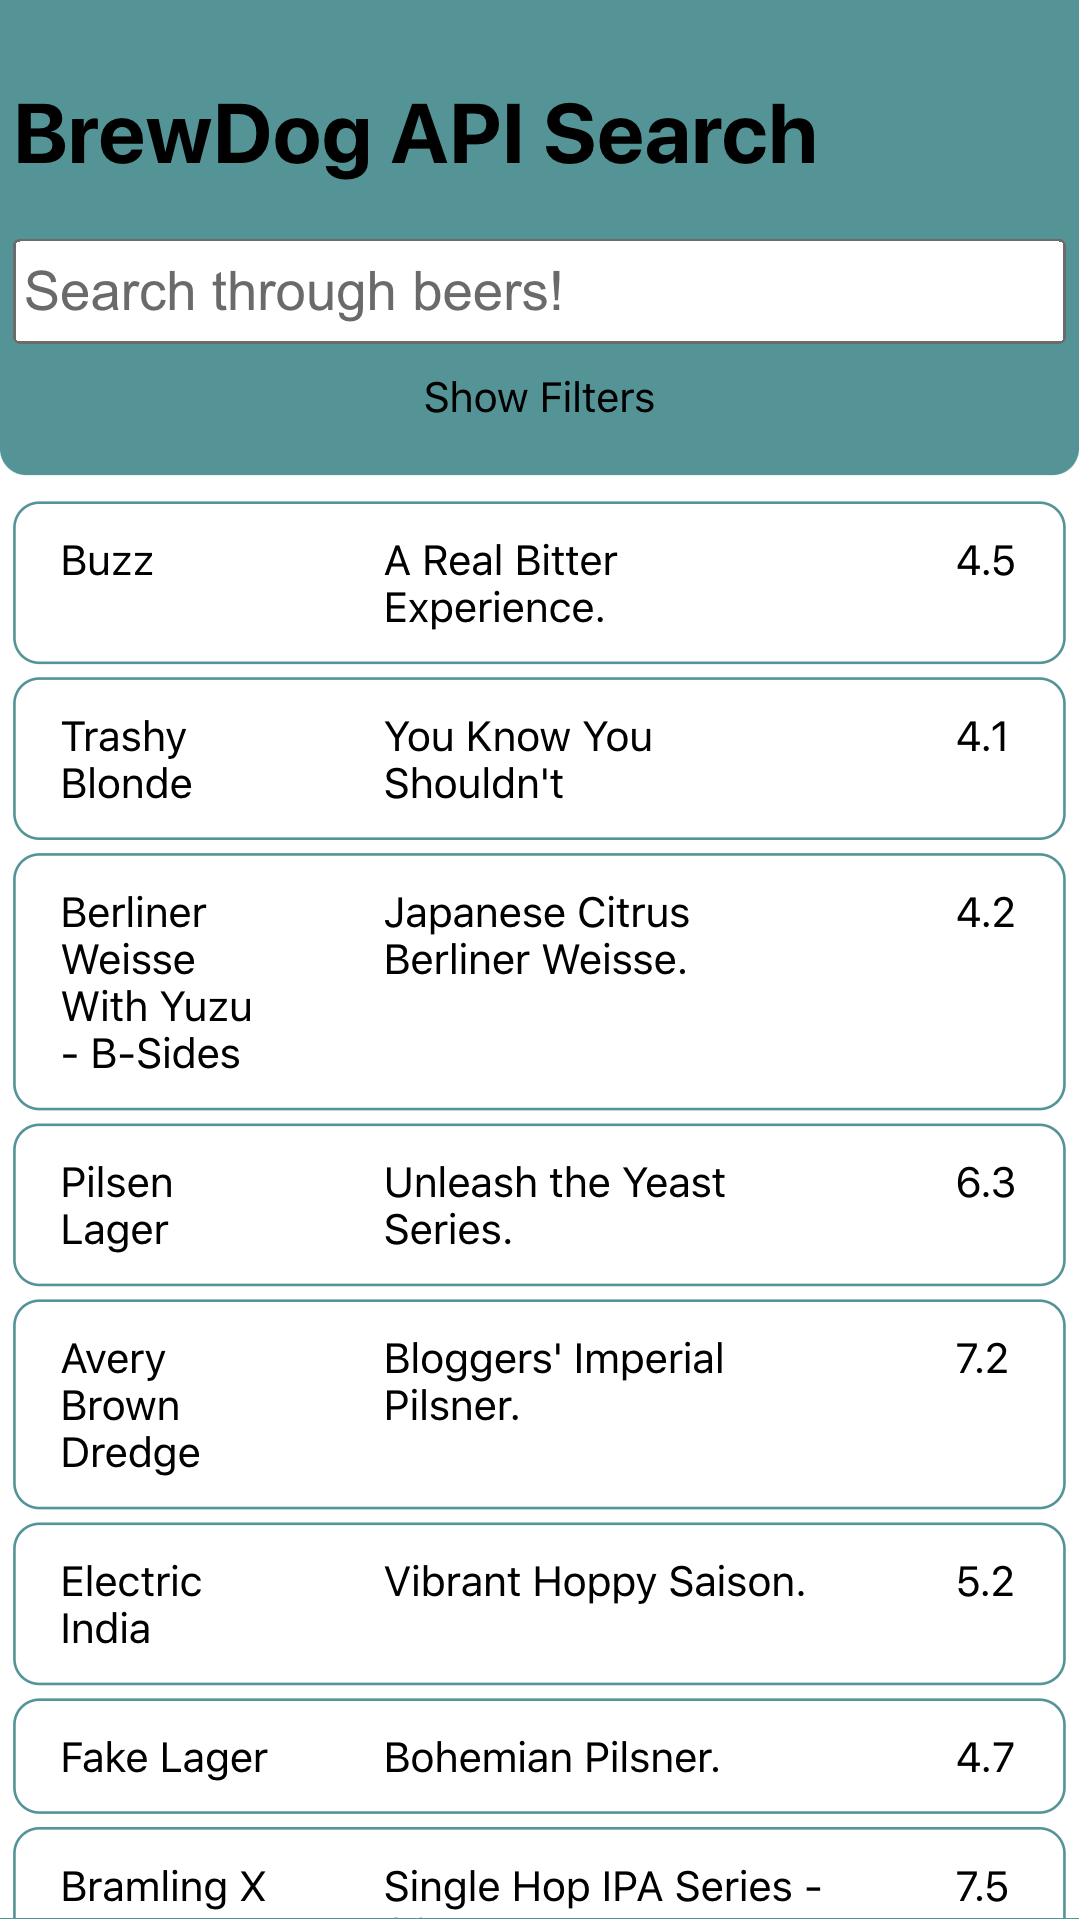 BrewDog API Search
Search through beers!
Show Filters
Buzz
A Real Bitter
Experience.
4.5
Trashy
Blonde
You Know You
Shouldn't
4.1
Berliner
Weisse
With Yuzu
- B-Sides
Japanese Citrus
Berliner Weisse.
4.2
Pilsen
Lager
Unleash the Yeast
Series.
6.3
Avery
Brown
Dredge
Bloggers' Imperial
Pilsner.
7.2
Electric
India
Vibrant Hoppy Saison.
5.2
Fake Lager
Bohemian Pilsner.
4.7
Bramling X
Single Hop IPA Series -
7.5